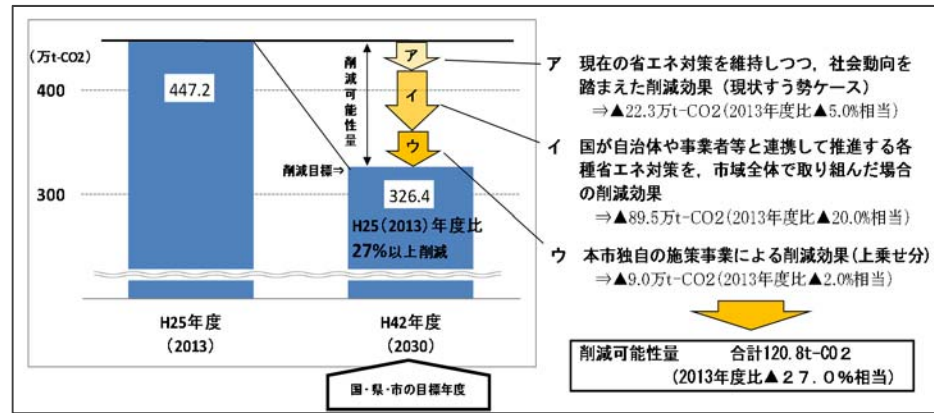 (万t-CO2)
400
300
447.2
削減可能性量
ア
イ
ウ
削減目標⇒
326.4
H25(2013)年度比
27%以上削減
H25年度
(2013)
H42年度
(2030)
国・県・市の目標年度
ア 現在の省エネ対策を維持しつつ，社会動向を
踏まえた削減効果（現状すう勢ケース）
⇒▲22.3万t-CO2(2013年度比▲5.0%相当)
イ 国が自治体や事業者等と連携して推進する各
種省エネ対策を，市域全体で取り組んだ場合
の削減効果
⇒▲89.5万t-CO2(2013年度比▲20.0%相当)
ウ 本市独自の施策事業による削減効果(上乗せ分)
⇒▲9.0万t-CO2(2013年度比▲2.0%相当)
削減可能性量 合計120.8t-CO2
(2013年度比▲27.0%相当)